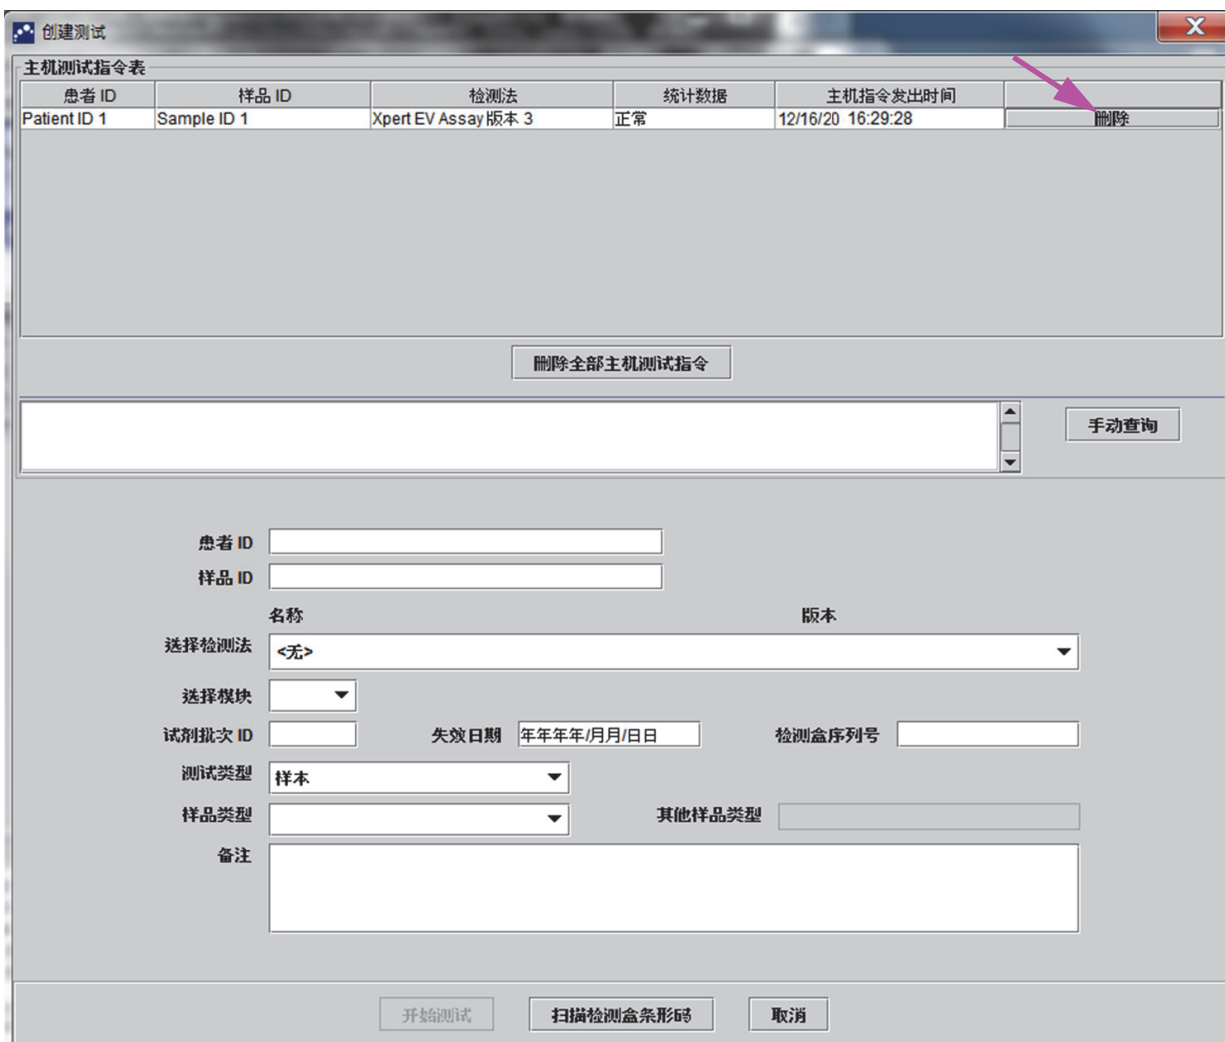 创建测试
主机测试指令表
患者 ID 样品 ID 检测法 统计数据 主机指令发出时间
Patient ID 1 Sample ID 1 Xpert EV Assay 版本 3 正常 12/16/20 16:29:28 删除
删除全部主机测试指令
手动查询
患者 ID
样品 ID
名称 版本
选择检测法 <无>
选择模块
试剂批次 ID 失效日期 年年年年/月月/日日 检测盒序列号
测试类型 样本
样品类型 其他样品类型
备注
开始测试 扫描检测盒条形码 取消